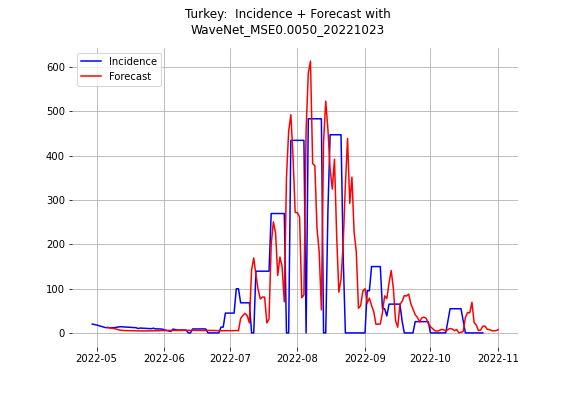 Turkey:  Incidence + Forecast with
WaveNet_MSE0.0050_20221023
Incidence
Forecast
600
500
400
300
200
100
0
2022-05 2022-06 2022-07 2022-08 2022-09 2022-10 2022-11